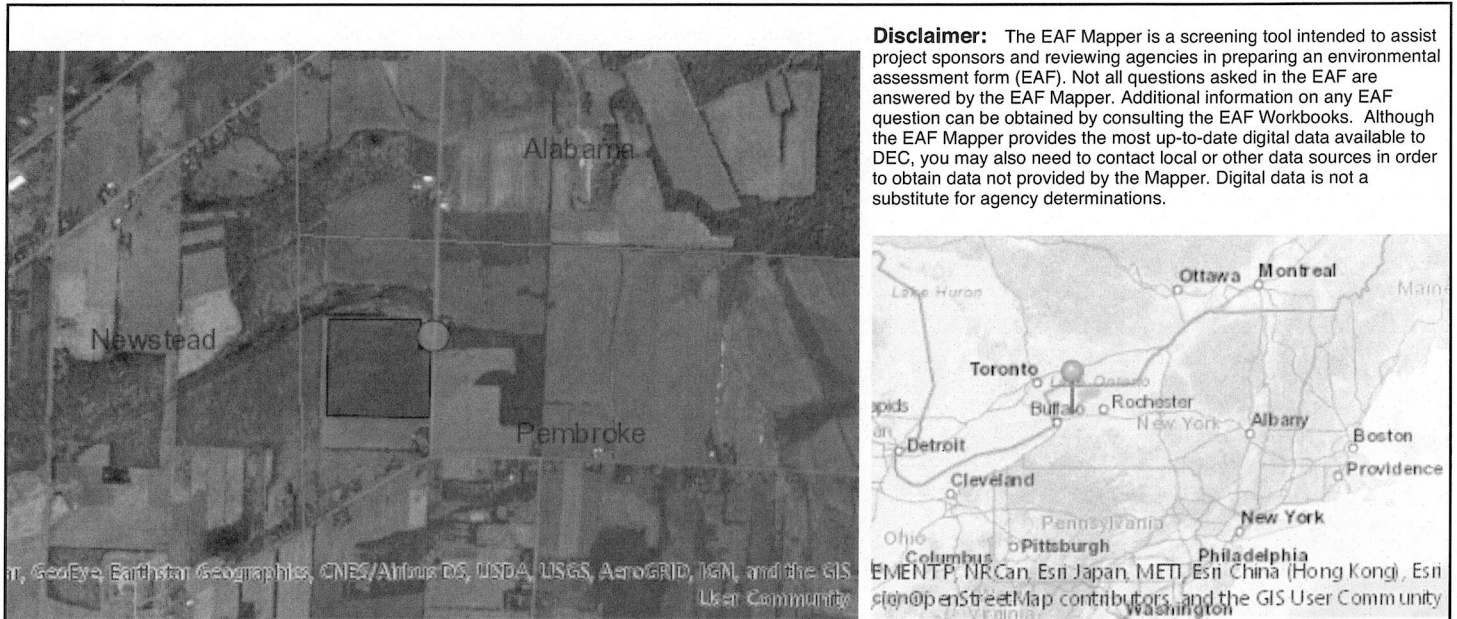 Disclaimer: The EAF Mapper is a screening tool intended to assist
project sponsors and reviewing agencies in preparing an environmental
assessment form (EAF). Not all questions asked in the EAF are
answered by the EAF Mapper. Additional information on any EAF
question can be obtained by consulting the EAF Workbooks. Although
the EAF Mapper provides the most up-to-date digital data available to
DEC, you may also need to contact local or other data sources in order
to obtain data not provided by the Mapper. Digital data is not a
substitute for agency determinations.
Alabama
Newstead
Pembroke
GeoEye, Earthstar Geographics, CNES/Airbus DS, USDA, USGS, AeroGRID, IGN, and the GIS
User Community
Ottawa
Montreal
Lake Huron
Toronto
Lake Ontario
Buffalo
Rochester
New York
Albany
Boston
Detroit
Providence
Cleveland
Pennsylvania
New York
Ohio
Columbus
Pittsburgh
Philadelphia
NRCan, Esri Japan, METI, Esri China (Hong Kong), Esri
OpenStreetMap contributors, and the GIS User Community
Washington
Virginia